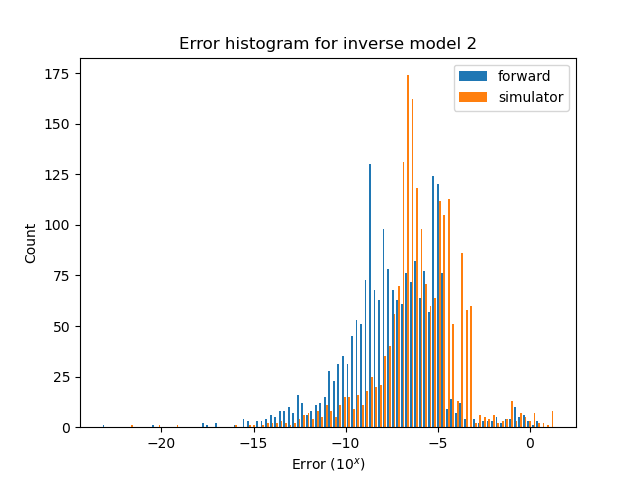 Error histogram for inverse model 2
forward
simulator
Count
175
150
125
100
75
50
25
0
−20
−15
−10
−5
0
Error (10^x)